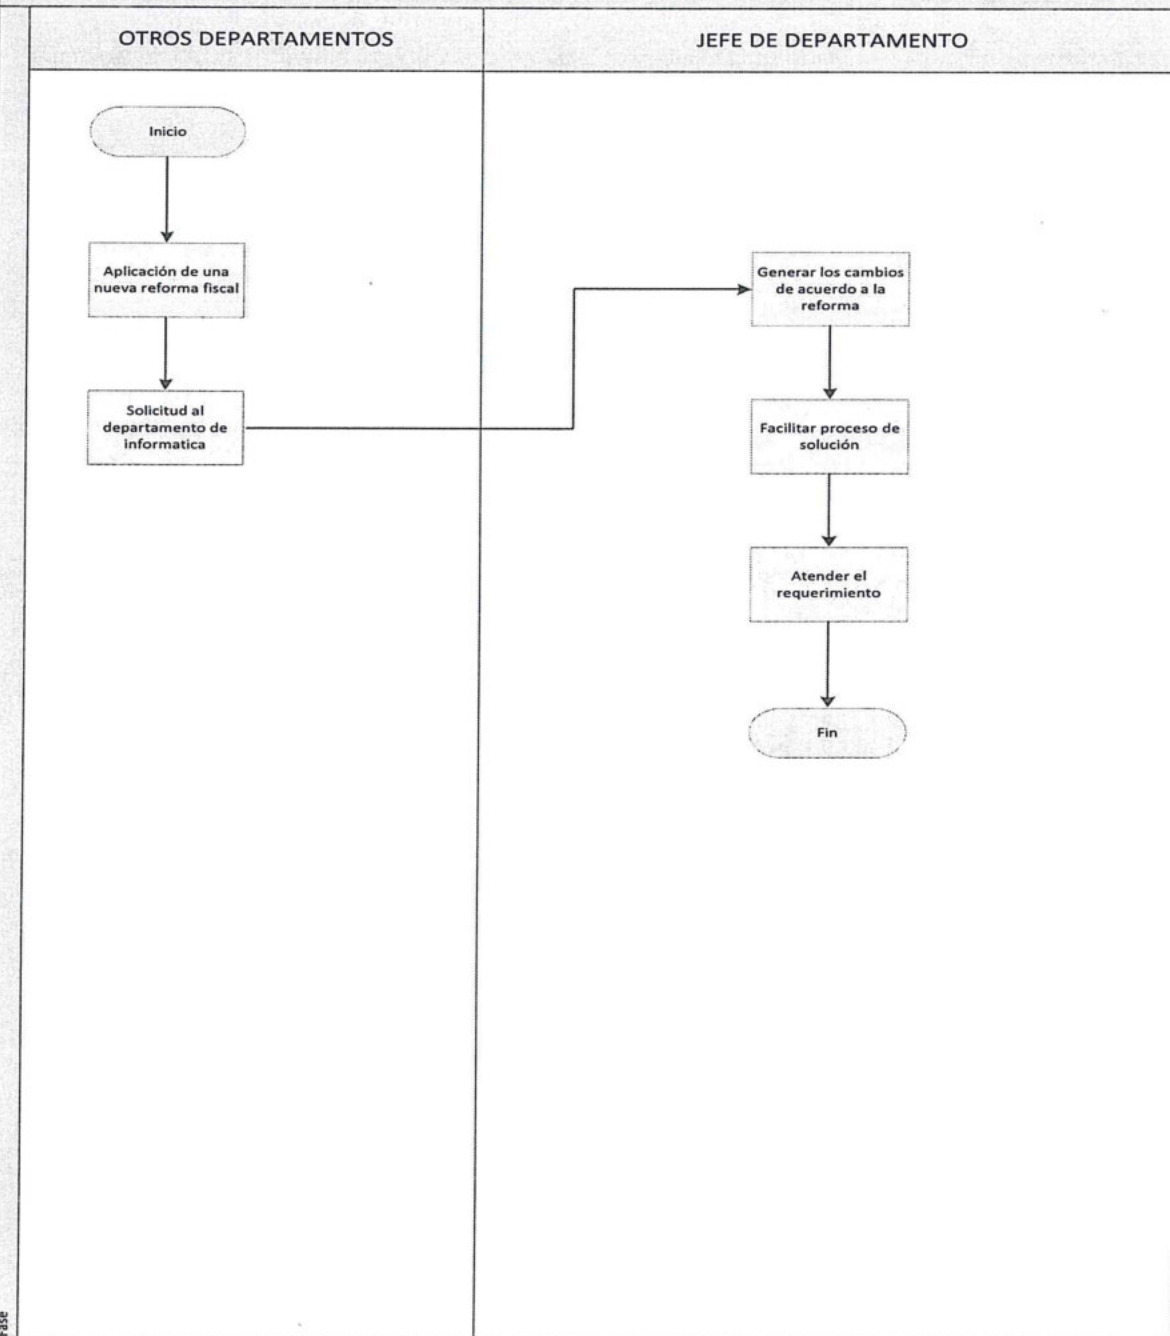 OTROS DEPARTAMENTOS
JEFE DE DEPARTAMENTO
Inicio
Aplicación de una
nueva reforma fiscal
Solicitud al
departamento de
informatica
Generar los cambios
de acuerdo a la
reforma
Facilitar proceso de
solución
Atender el
requerimiento
Fin
Fase